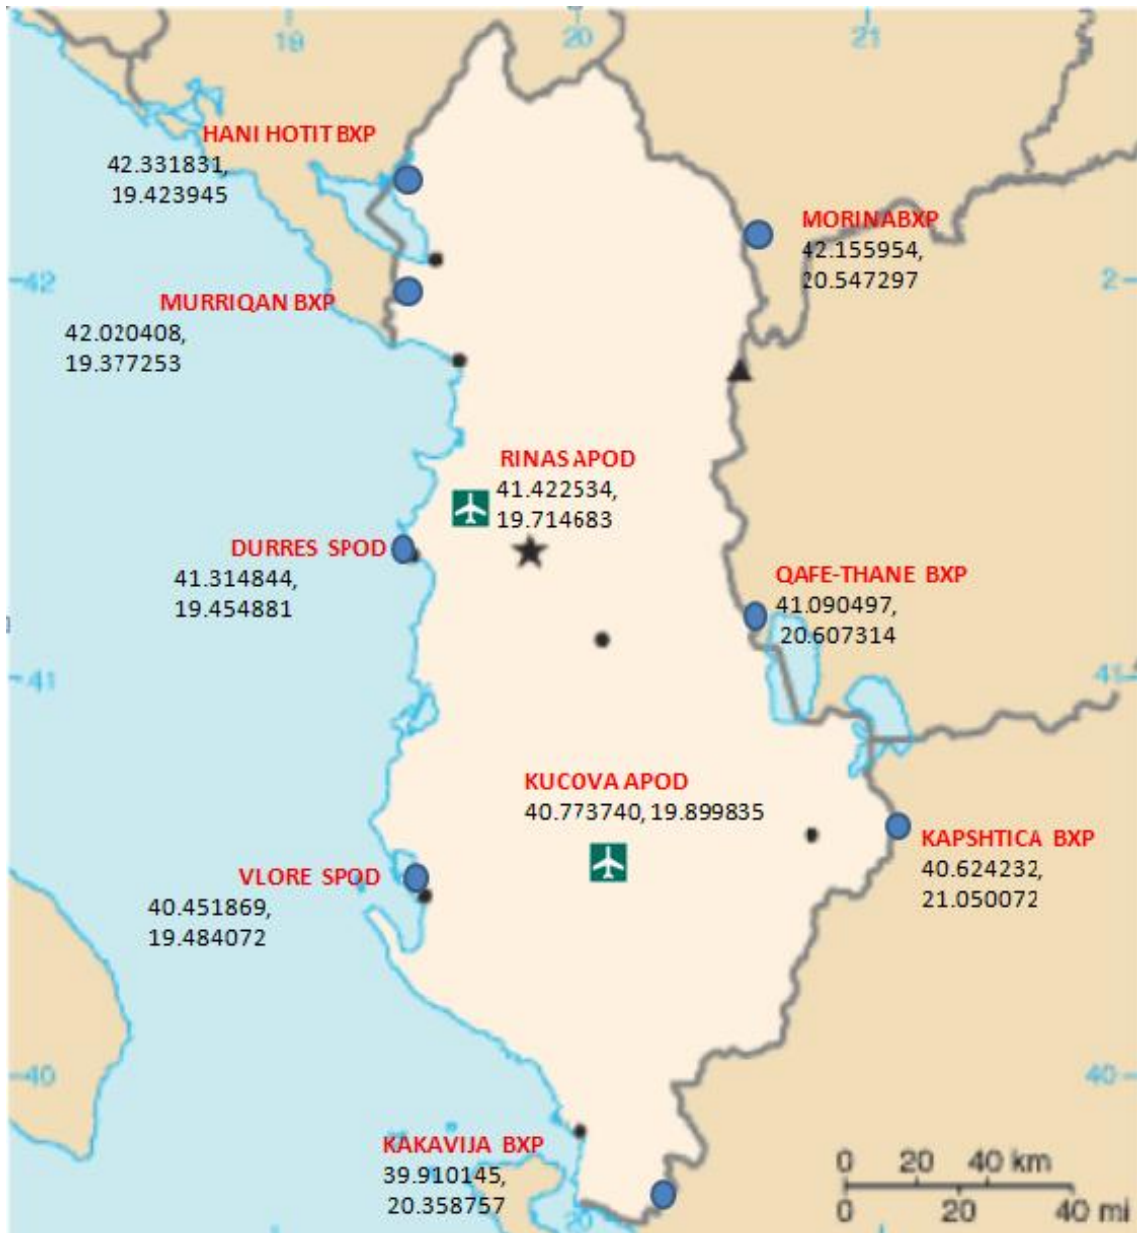 19
20
21
HANI HOTIT BXP
42.331831,
19.423945
MORINABXP
42.155954,
20.547297
42
2
MURRIQAN BXP
42.020408,
19.377253
RINAS APOD
41.422534,
19.714683
DURRES SPOD
41.314844,
19.454881
QAFE-THANE BXP
41.090497,
20.607314
41
41
KUCOVA APOD
40.773740, 19.899835
KAPSHTICA BXP
40.624232,
21.050072
VLORE SPOD
40.451869,
19.484072
40
40
KAKAVIJA BXP
39.910145,
20.358757
20
0 20 40 km
0 20 40 mi